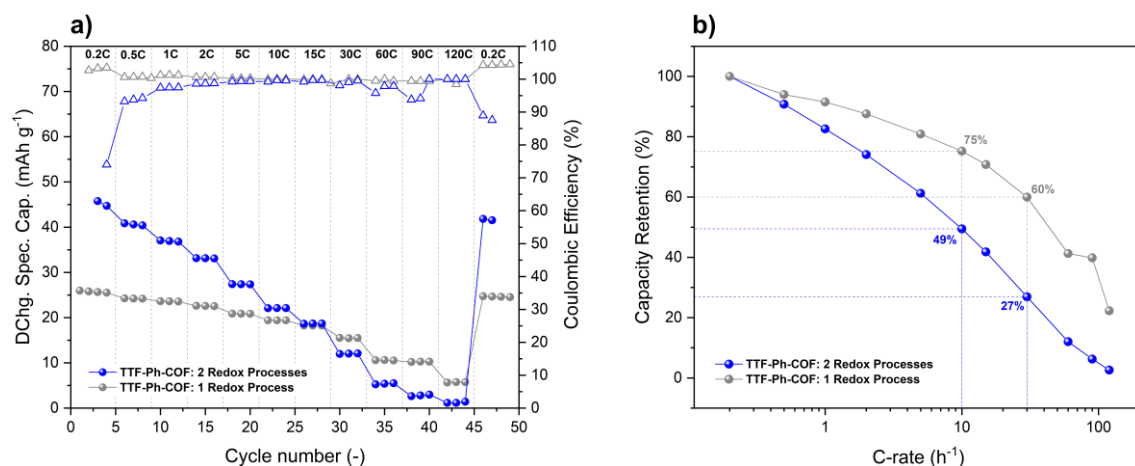 a)
0.2C 0.5C 1C 2C 5C 10C 15C 30C 60C 90C 120C 0.2C
80
70
60
50
40
30
20
10
0
DChg. Spec. Cap. (mAh g⁻¹)
110
100
90
80
70
60
50
40
30
20
10
0
Coulombic Efficiency (%)
TTF-Ph-COF: 2 Redox Processes
TTF-Ph-COF: 1 Redox Process
0 5 10 15 20 25 30 35 40 45 50
Cycle number (-)
b)
100
80
60
40
20
0
Capacity Retention (%)
75%
60%
49%
27%
TTF-Ph-COF: 2 Redox Processes
TTF-Ph-COF: 1 Redox Process
1 10 100
C-rate (h⁻¹)